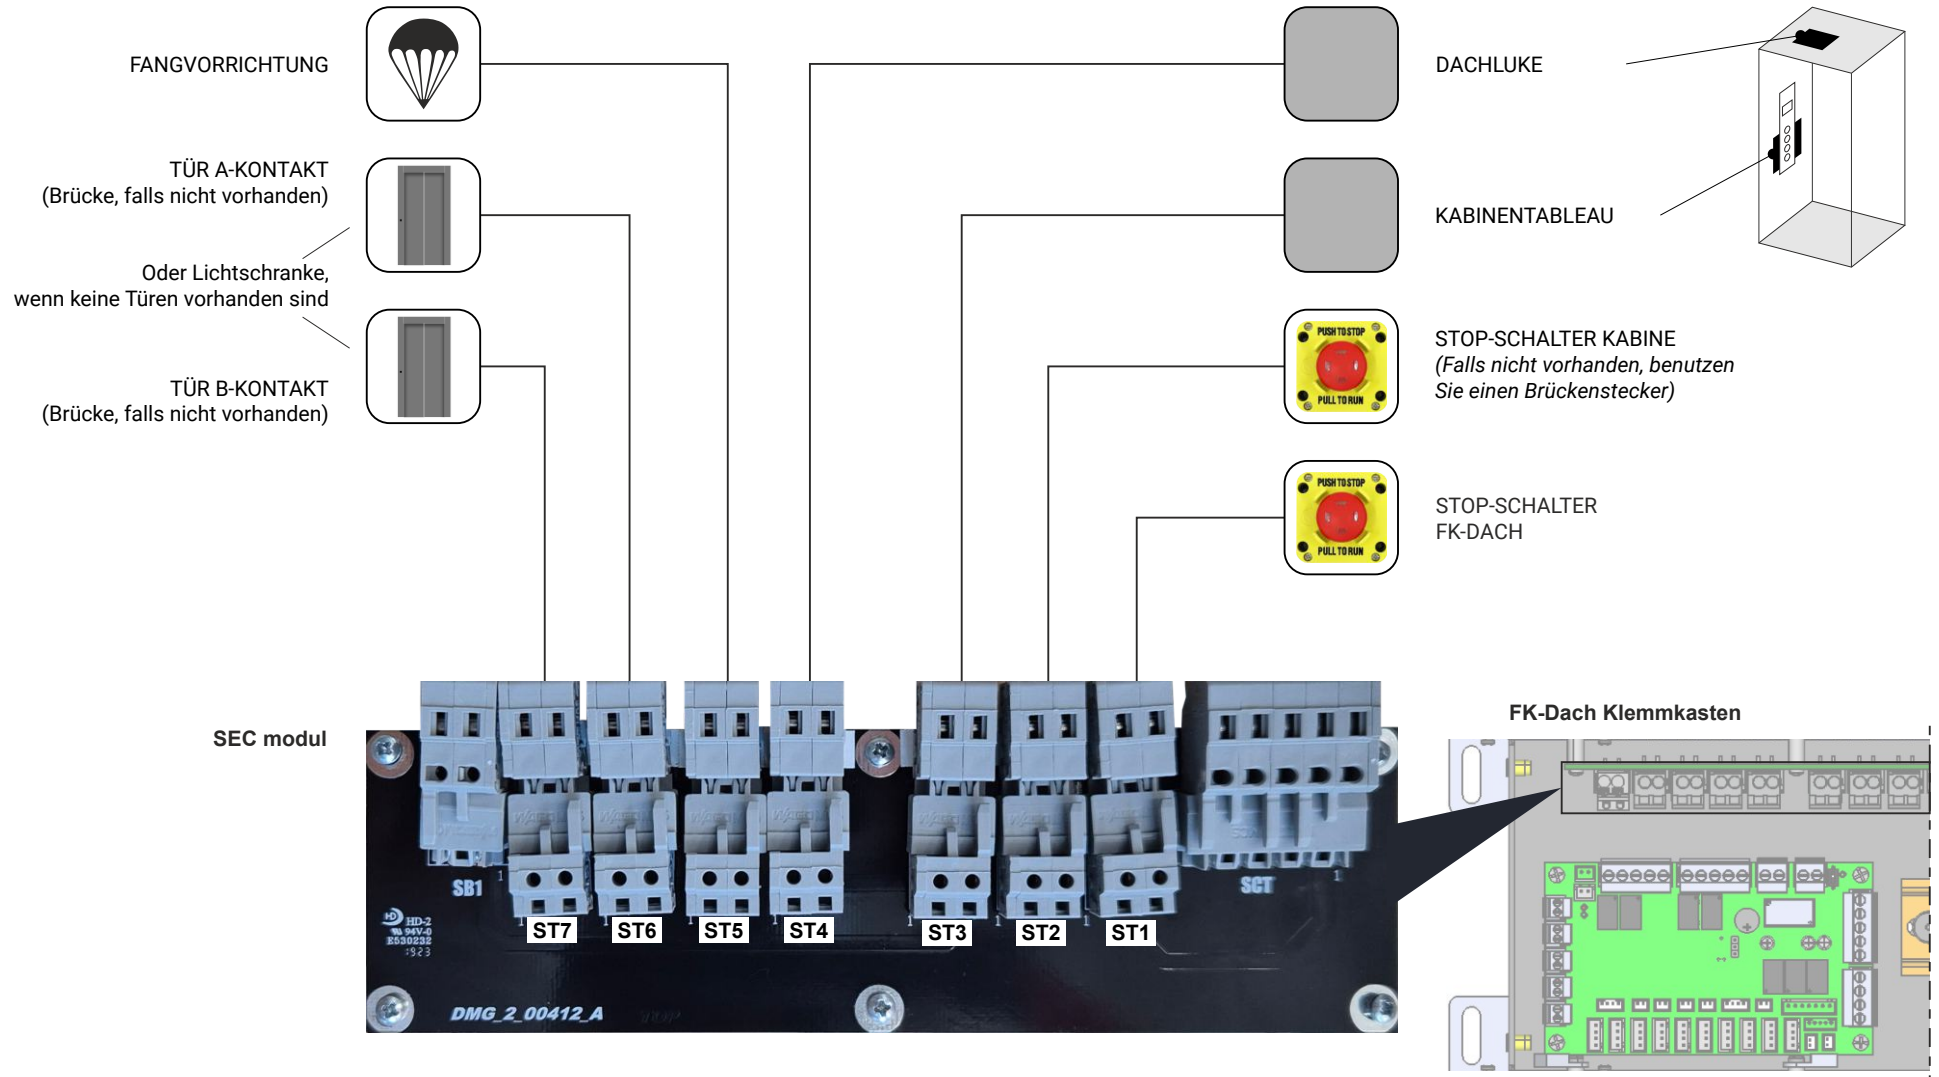 FANGVORRICHTUNG
TÜR A-KONTAKT
(Brücke, falls nicht vorhanden)
Oder Lichtschranke,
wenn keine Türen vorhanden sind
TÜR B-KONTAKT
(Brücke, falls nicht vorhanden)
DACHLUKE
KABINENTABLEAU
PUSH TO STOP
PULL TO RUN
STOP-SCHALTER KABINE
(Falls nicht vorhanden, benutzen
Sie einen Brückenstecker)
PUSH TO STOP
PULL TO RUN
STOP-SCHALTER
FK-DACH
SEC modul
FK-Dach Klemmkasten
SB1
SCT
ST7
ST6
ST5
ST4
ST3
ST2
ST1
HD-2
94V-0
E530232
DMG_2_00412_A